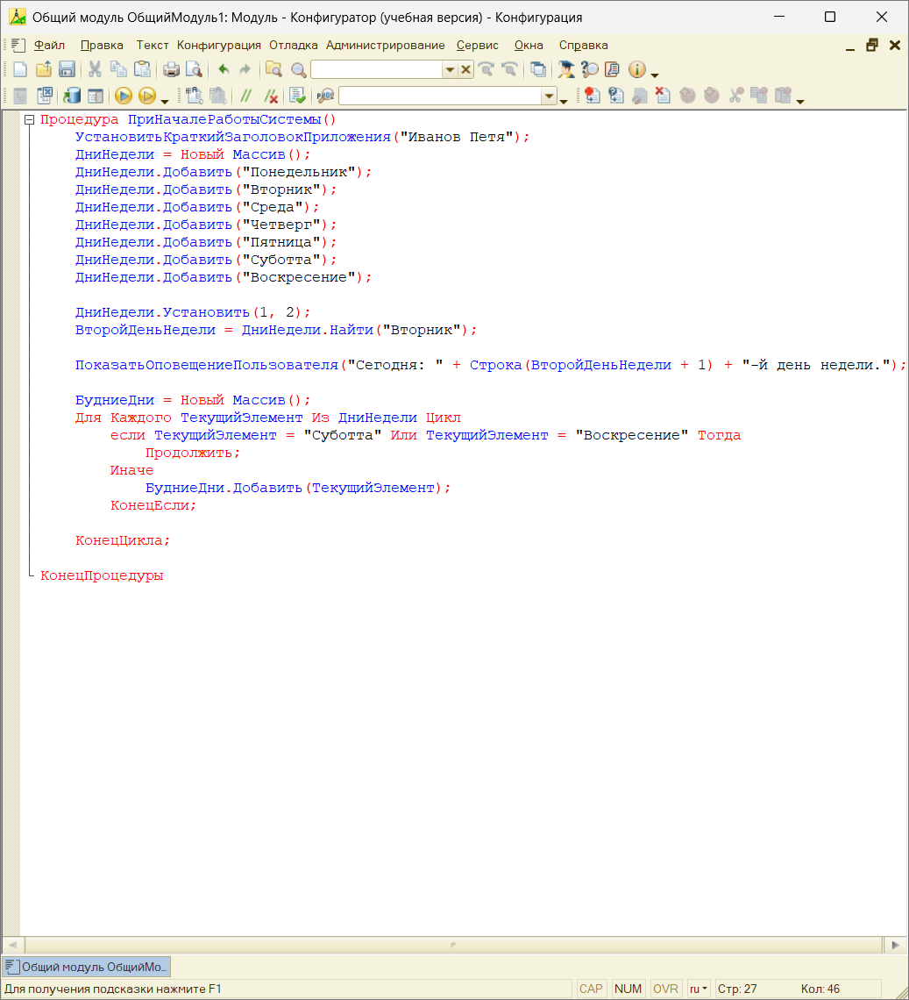 Общий модуль ОбщийМодуль1: Модуль - Конфигуратор (учебная версия) - Конфигурация
Файл Правка Текст Конфигурация Отладка Администрирование Сервис Окна Справка
Процедура ПриНачалеРаботыСистемы()
УстановитьКраткийЗаголовокПриложения("Иванов Петя");
ДниНедели = Новый Массив();
ДниНедели.Добавить("Понедельник");
ДниНедели.Добавить("Вторник");
ДниНедели.Добавить("Среда");
ДниНедели.Добавить("Четверг");
ДниНедели.Добавить("Пятница");
ДниНедели.Добавить("Суботта");
ДниНедели.Добавить("Воскресение");
ДниНедели.Установить(1, 2);
ВторойДеньНедели = ДниНедели.Найти("Вторник");
ПоказатьОповещениеПользователя("Сегодня: " + Строка(ВторойДеньНедели + 1) + "-й день недели.");
БудниеДни = Новый Массив();
Для Каждого ТекущийЭлемент Из ДниНедели Цикл
если ТекущийЭлемент = "Суботта" Или ТекущийЭлемент = "Воскресение" Тогда
Продолжить;
Иначе
БудниеДни.Добавить(ТекущийЭлемент);
КонецЕсли;
КонецЦикла;
КонецПроцедуры
Общий модуль ОбщийМо...
Для получения подсказки нажмите F1 CAP NUM OVR ru Стр: 27 Кол: 46